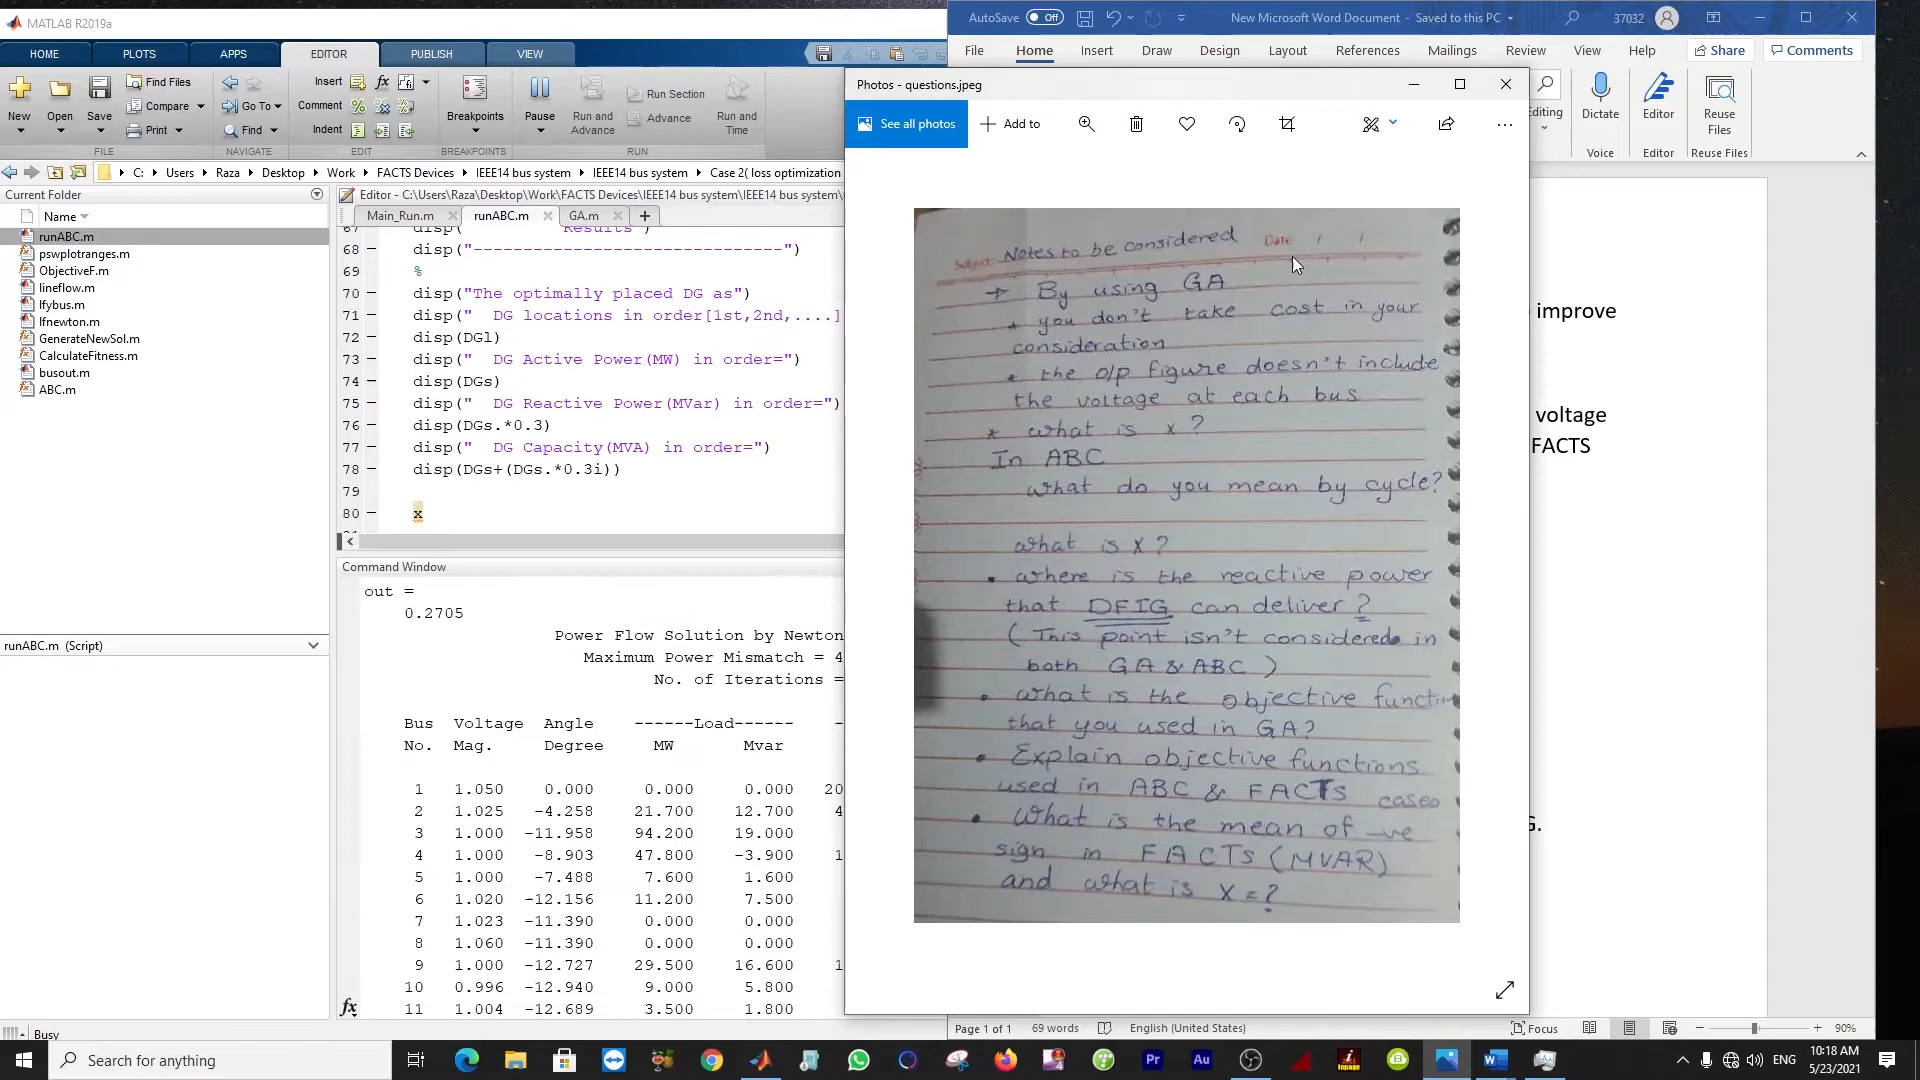 MATLAB R2019a
HOME PLOTS APPS EDITOR PUBLISH VIEW
New Open Save Find Files Compare Print
FILE
Go To Find
NAVIGATE
Insert Comment Indent
EDIT
Breakpoints
BREAKPOINTS
Pause Run and Advance Run Section Advance Run and Time
RUN
C: Users Raza Desktop Work FACTS Devices IEEE14 bus system IEEE14 bus system Case 2( loss optimization
Current Folder
Name
runABC.m
pswplotranges.m
ObjectiveF.m
lineflow.m
lfybus.m
lfnewton.m
GenerateNewSol.m
CalculateFitness.m
busout.m
ABC.m
runABC.m (Script)
Busy
Editor - C:\Users\Raza\Desktop\Work\FACTS Devices\IEEE14 bus system\IEEE14 bus system\
Main_Run.m runABC.m GA.m
67 disp(" Results")
68 disp("-------------------------------")
69 %
70 disp("The optimally placed DG as")
71 disp(" DG locations in order[1st,2nd,....]
72 disp(DGl)
73 disp(" DG Active Power(MW) in order=")
74 disp(DGs)
75 disp(" DG Reactive Power(MVar) in order=")
76 disp(DGs.*0.3)
77 disp(" DG Capacity(MVA) in order=")
78 disp(DGs+(DGs.*0.3i))
79
80 x
Command Window
out =
0.2705
Power Flow Solution by Newton
Maximum Power Mismatch = 4
No. of Iterations =
Bus Voltage Angle ------Load------ -
No. Mag. Degree MW Mvar
1 1.050 0.000 0.000 0.000 20
2 1.025 -4.258 21.700 12.700 4
3 1.000 -11.958 94.200 19.000
4 1.000 -8.903 47.800 -3.900 1
5 1.000 -7.488 7.600 1.600
6 1.020 -12.156 11.200 7.500
7 1.023 -11.390 0.000 0.000
8 1.060 -11.390 0.000 0.000
9 1.000 -12.727 29.500 16.600 1
10 0.996 -12.940 9.000 5.800
11 1.004 -12.689 3.500 1.800
fx
AutoSave Off New Microsoft Word Document - Saved to this PC 37032
File Home Insert Draw Design Layout References Mailings Review View Help Share Comments
Editing Dictate Editor Reuse Files
Voice Editor Reuse Files
improve
voltage
FACTS
G.
Photos - questions.jpeg
See all photos Add to
Subject: Notes to be considered Date / /
→ By using GA
* you don't take cost in your
consideration
* the o/p figure doesn't include
the voltage at each bus
* what is x ?
In ABC
what do you mean by cycle?
what is X ?
• where is the reactive power
that DFIG can deliver ?
( This point isn't considered in
both GA & ABC )
• what is the objective functi
that you used in GA?
• Explain objective functions
used in ABC & FACTS cases
• What is the mean of -ve
sign in FACTS (MVAR)
and what is X = ?
Page 1 of 1 69 words English (United States) Focus 90%
Search for anything
Pr Au
Inpage
ENG
10:18 AM
5/23/2021